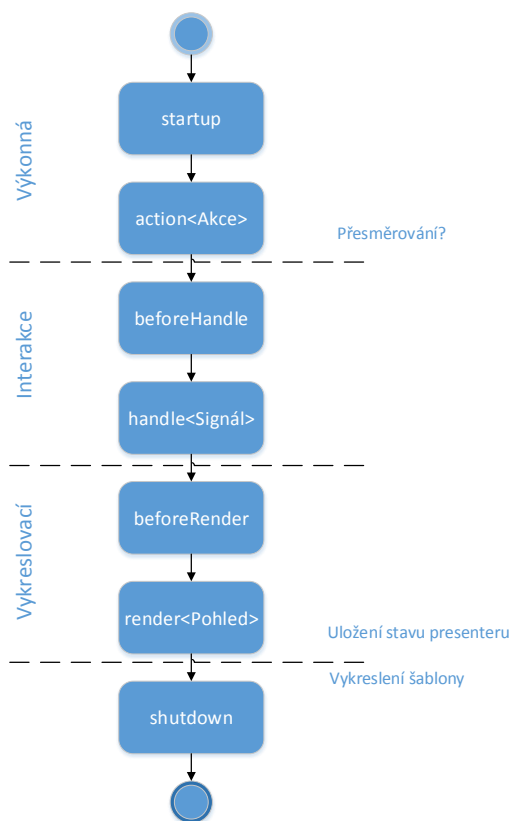 startup
Výkonná
action<Akce>
Přesměrování?
beforeHandle
Interakce
handle<Signál>
beforeRender
Vykreslovací
render<Pohled>
Uložení stavu presenteru
Vykreslení šablony
shutdown